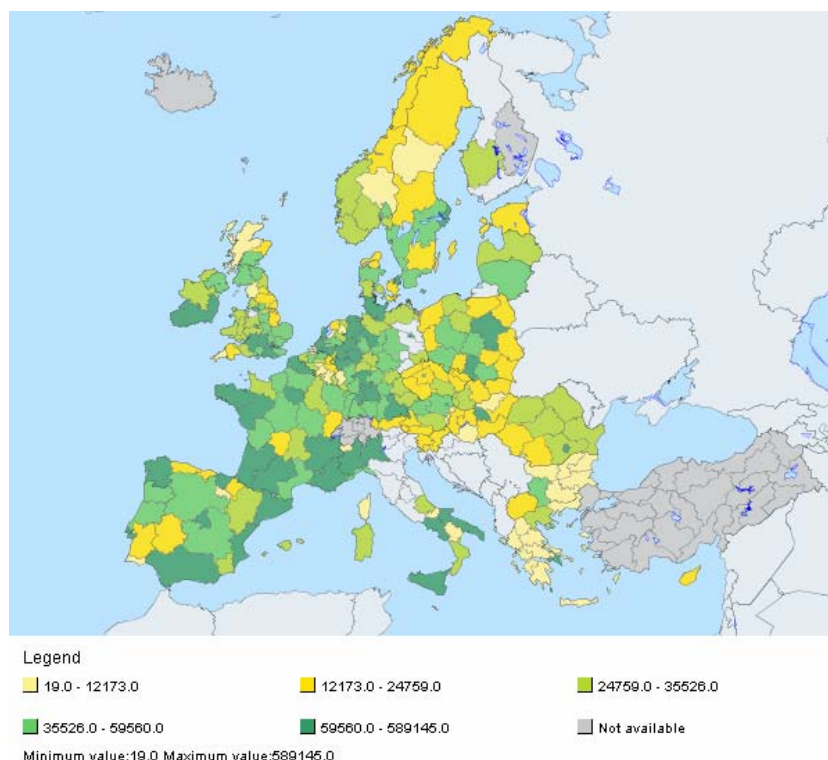 Legend
19.0 - 12173.0
12173.0 - 24759.0
24759.0 - 35526.0
35526.0 - 59560.0
59560.0 - 589145.0
Not available
Minimum value:19.0 Maximum value:589145.0